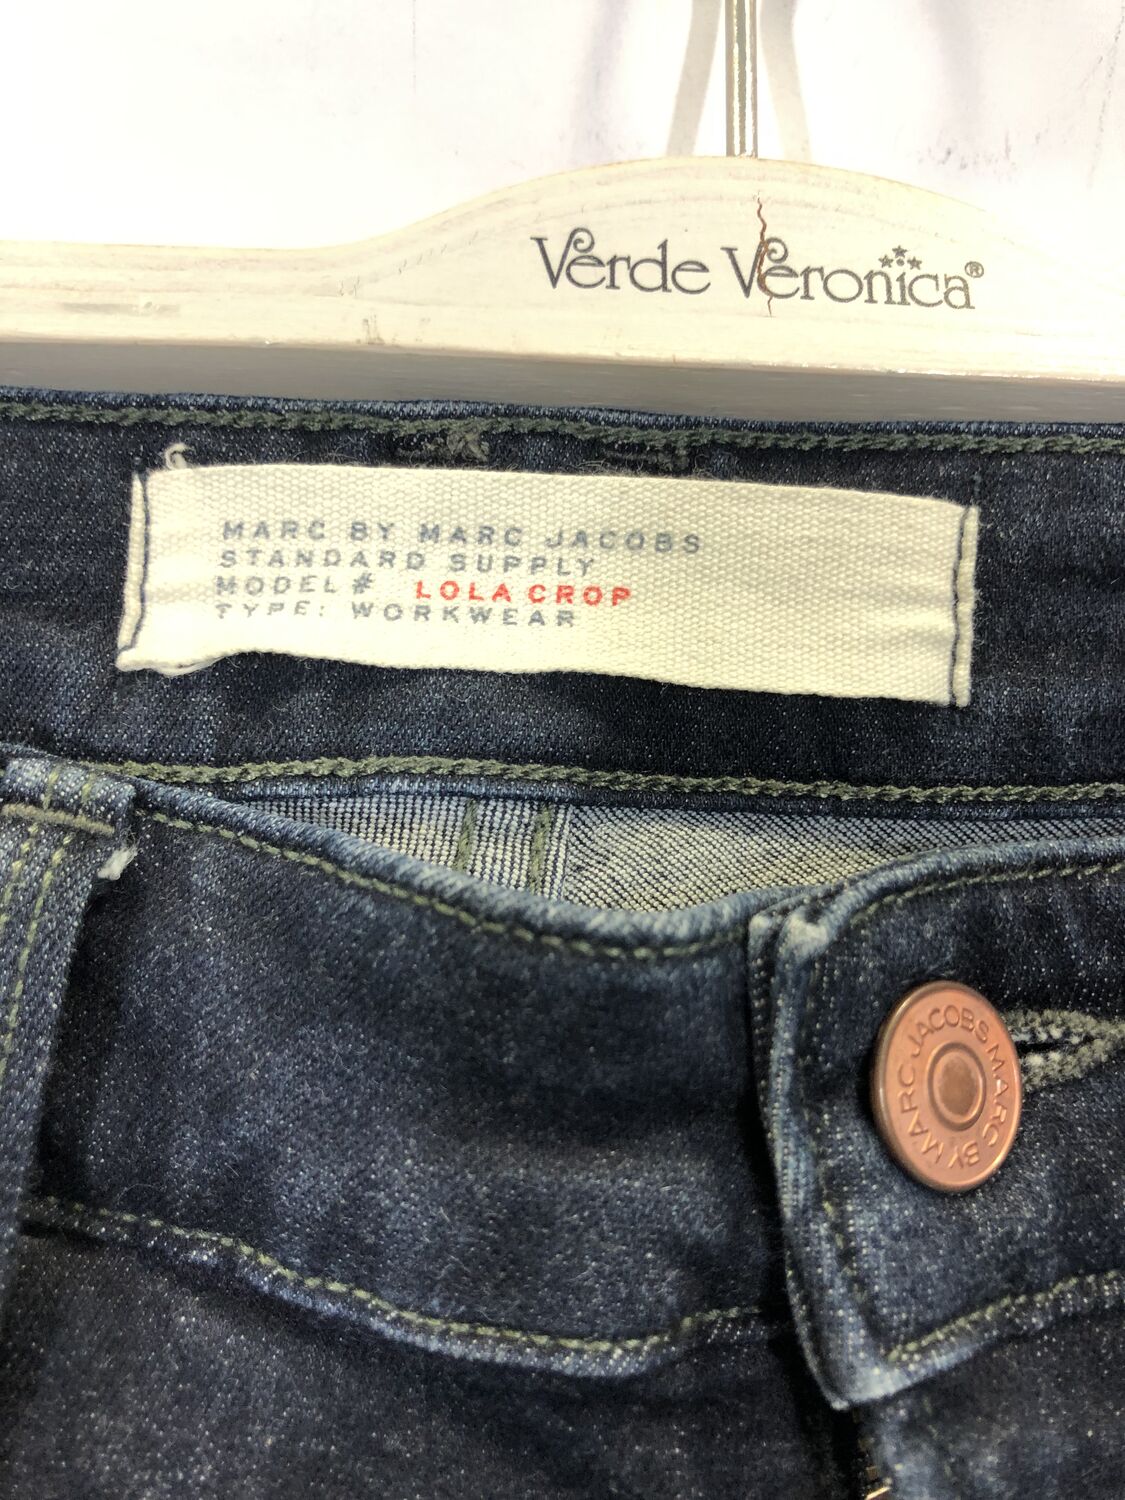 Verde Veronica®
MARC BY MARC JACOBS
STANDARD SUPPLY
MODEL # LOLA CROP
TYPE: WORKWEAR
MARC BY MARC JACOBS